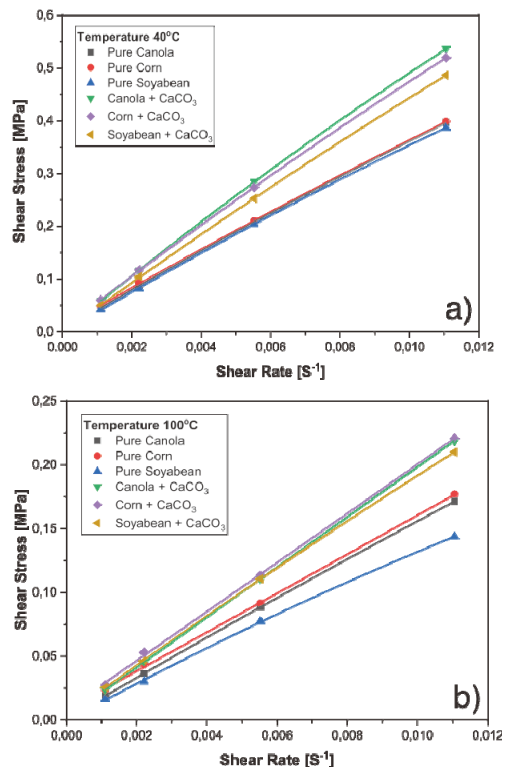 0,6
0,5
0,4
0,3
0,2
0,1
0,0
Shear Stress [MPa]
Temperature 40°C
Pure Canola
Pure Corn
Pure Soyabean
Canola + CaCO₃
Corn + CaCO₃
Soyabean + CaCO₃
a)
0.000 0,002 0,004 0,006 0,008 0,010 0,012
Shear Rate [S⁻¹]
0,25
0,20
0,15
0,10
0,05
0,00
Shear Stress [MPa]
Temperature 100°C
Pure Canola
Pure Corn
Pure Soyabean
Canola + CaCO₃
Corn + CaCO₃
Soyabean + CaCO₃
b)
0,000 0,002 0,004 0,006 0,008 0,010 0,012
Shear Rate [S⁻¹]